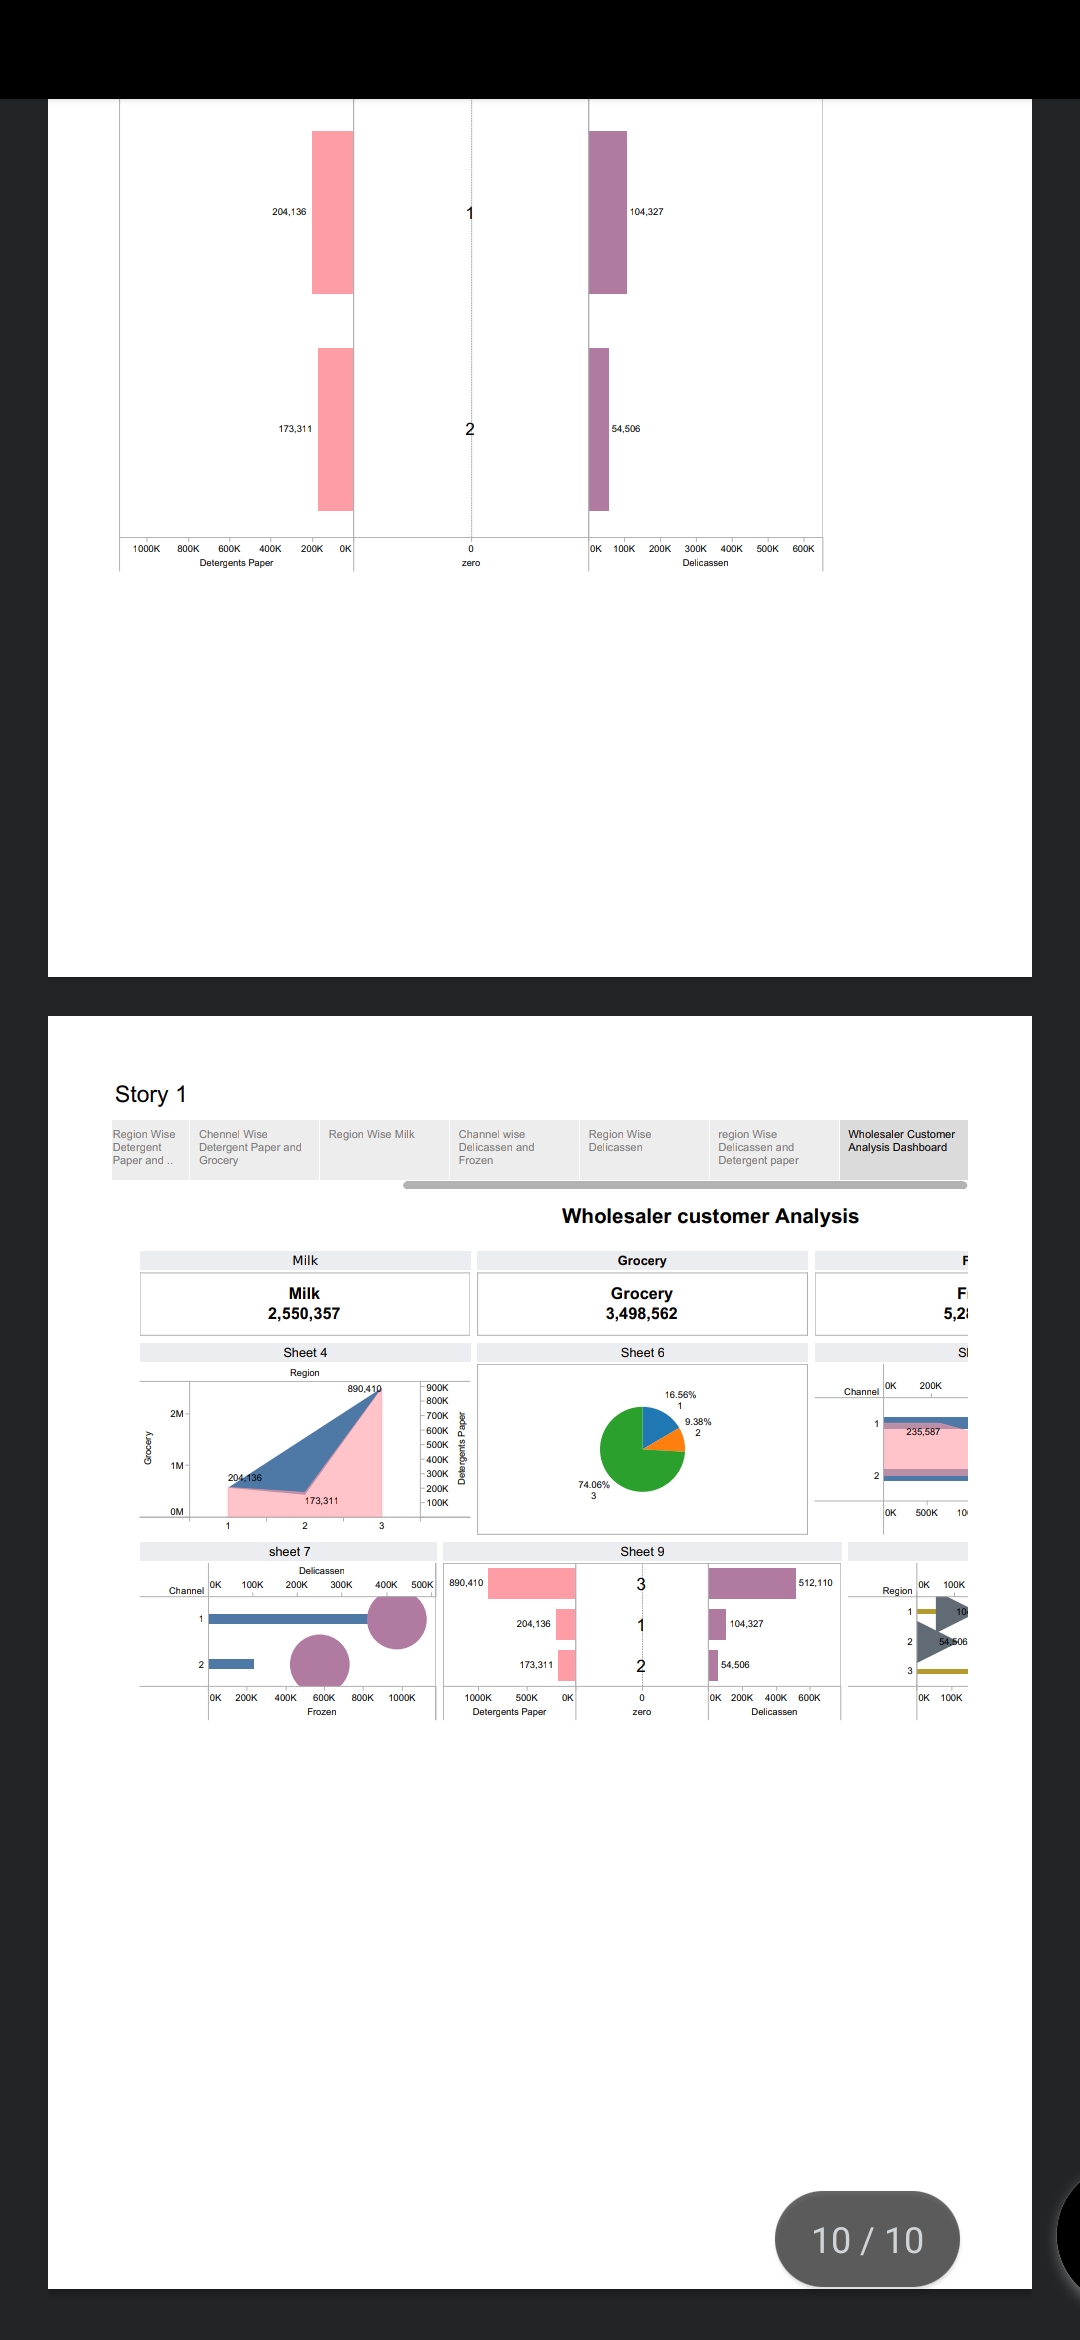 204,136
1
104,327
173,311
2
54,506
1000K 800K 600K 400K 200K 0K
0
0K 100K 200K 300K 400K 500K 600K
Detergents Paper
zero
Delicassen
Story 1
Region Wise
Detergent
Paper and ..
Chennel Wise
Detergent Paper and
Grocery
Region Wise Milk
Channel wise
Delicassen and
Frozen
Region Wise
Delicassen
region Wise
Delicassen and
Detergent paper
Wholesaler Customer
Analysis Dashboard
Wholesaler customer Analysis
Milk
Grocery
F
Milk
2,550,357
Grocery
3,498,562
5,28
Sheet 4
Region
890,410
204,136
173,311
Grocery
2M
1M
0M
900K
800K
700K
600K
500K
400K
300K
200K
100K
Detergents Paper
1 2 3
Sheet 6
16.56%
1
9.38%
2
74.06%
3
Channel
0K 200K
1
235,587
2
0K 500K
sheet 7
Delicassen
Channel
0K 100K 200K 300K 400K 500K
1
2
0K 200K 400K 600K 800K 1000K
Frozen
Sheet 9
890,410
3
512,110
204,136
1
104,327
173,311
2
54,506
1000K 500K 0K
0
0K 200K 400K 600K
Detergents Paper
zero
Delicassen
Region
0K 100K
1
10
2
54,506
3
0K 100K
10 / 10